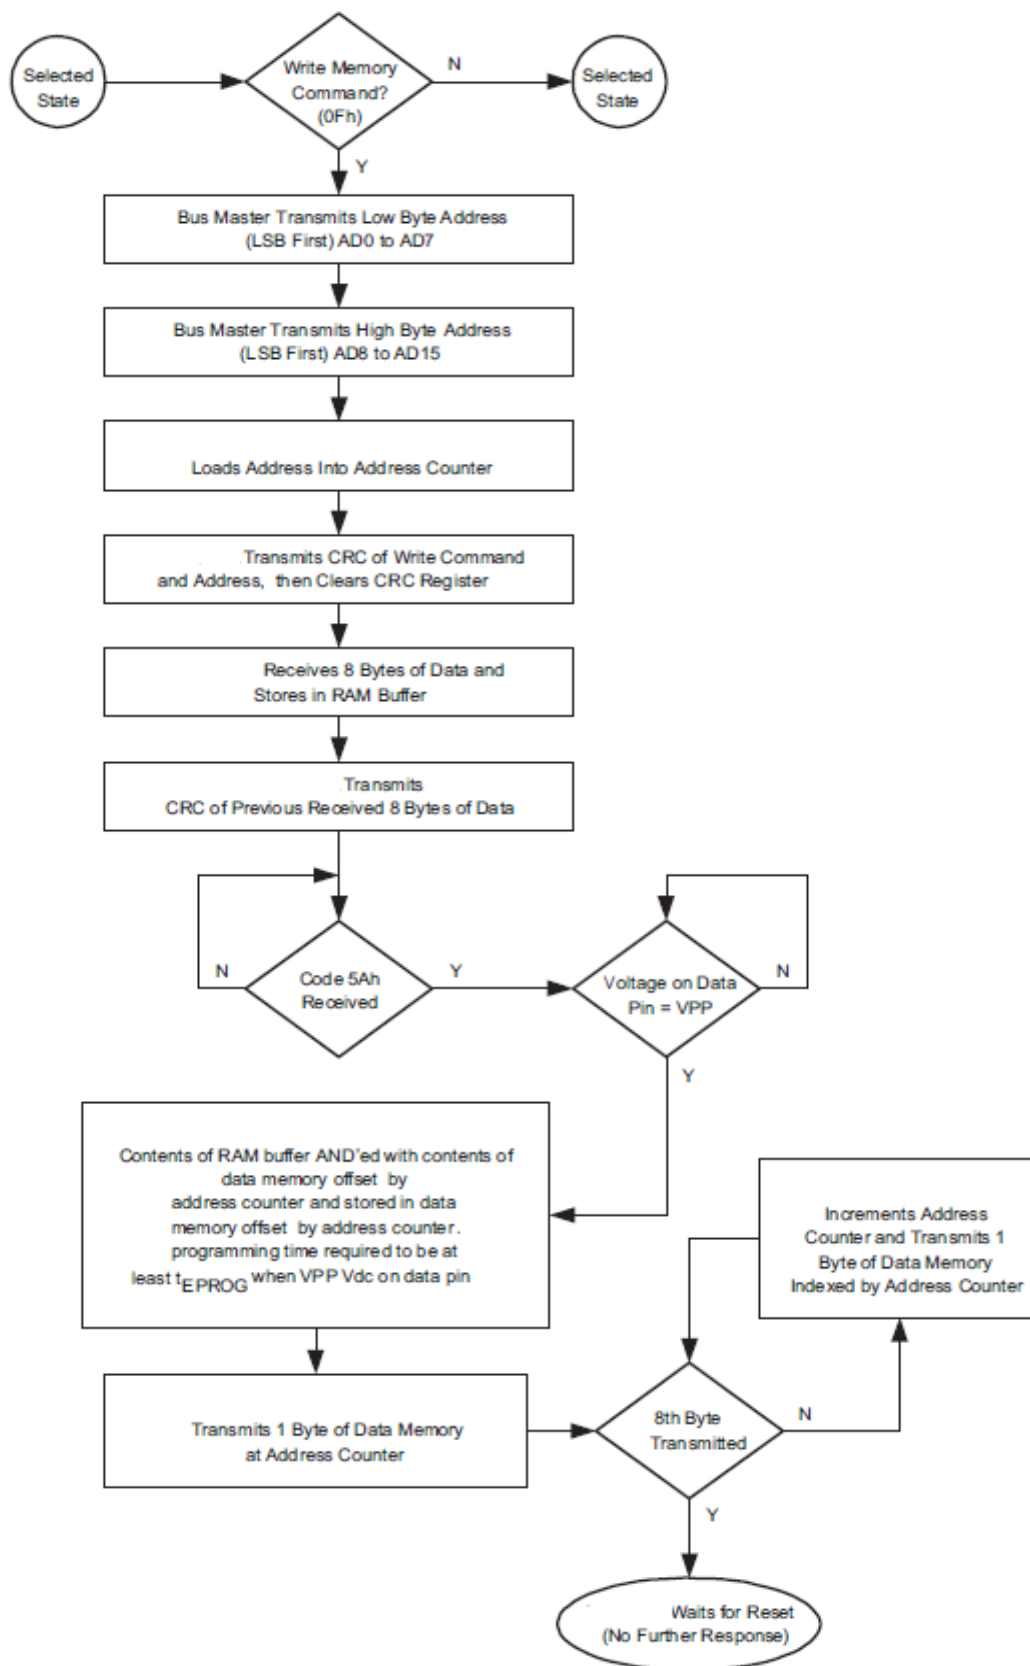 Selected
State
Write Memory
Command?
(0Fh)
N
Selected
State
Y
Bus Master Transmits Low Byte Address
(LSB First) AD0 to AD7
Bus Master Transmits High Byte Address
(LSB First) AD8 to AD15
Loads Address Into Address Counter
Transmits CRC of Write Command
and Address, then Clears CRC Register
Receives 8 Bytes of Data and
Stores in RAM Buffer
Transmits
CRC of Previous Received 8 Bytes of Data
N
Code 5Ah
Received
Y
Voltage on Data
Pin = VPP
N
Y
Contents of RAM buffer AND'ed with contents of
data memory offset by
address counter and stored in data
memory offset by address counter.
programming time required to be at
least tEPROG when VPP Vdc on data pin
Increments Address
Counter and Transmits 1
Byte of Data Memory
Indexed by Address Counter
Transmits 1 Byte of Data Memory
at Address Counter
8th Byte
Transmitted
N
Y
Waits for Reset
(No Further Response)